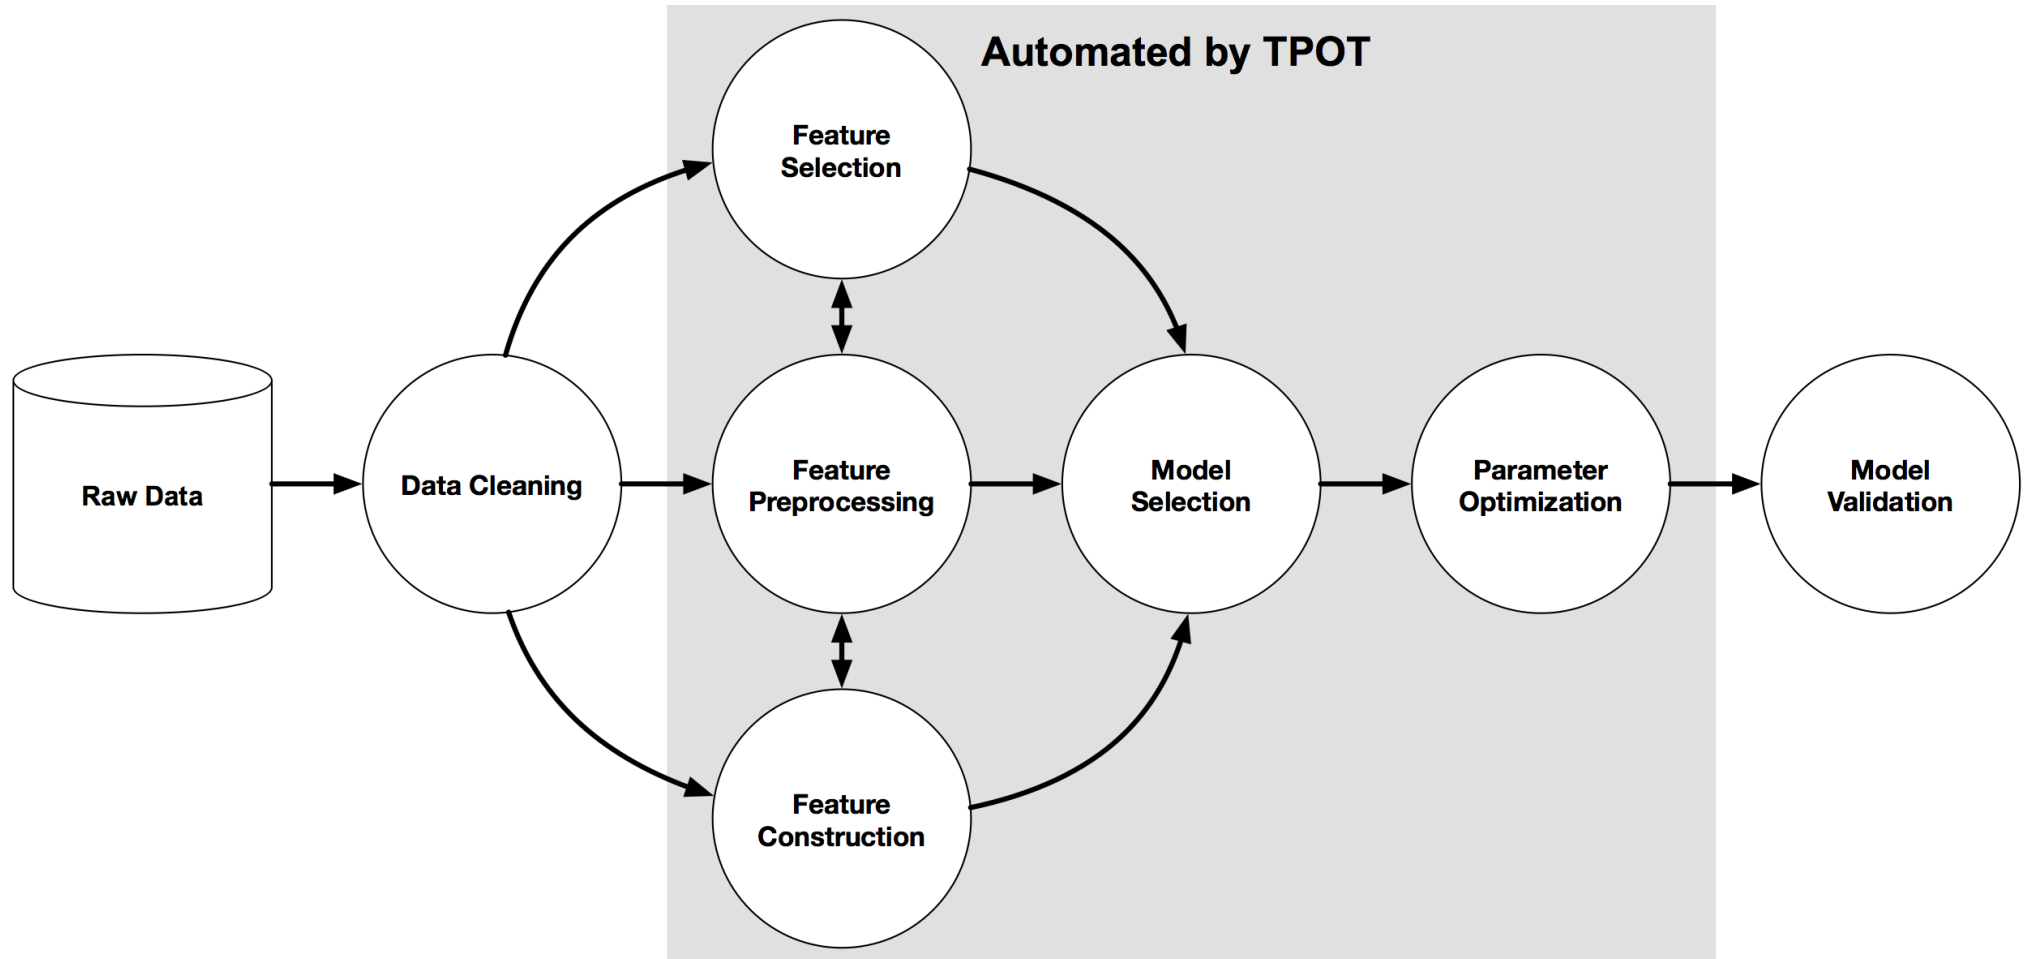 Automated by TPOT
Feature
Selection
Raw Data
Data Cleaning
Feature
Preprocessing
Model
Selection
Parameter
Optimization
Model
Validation
Feature
Construction